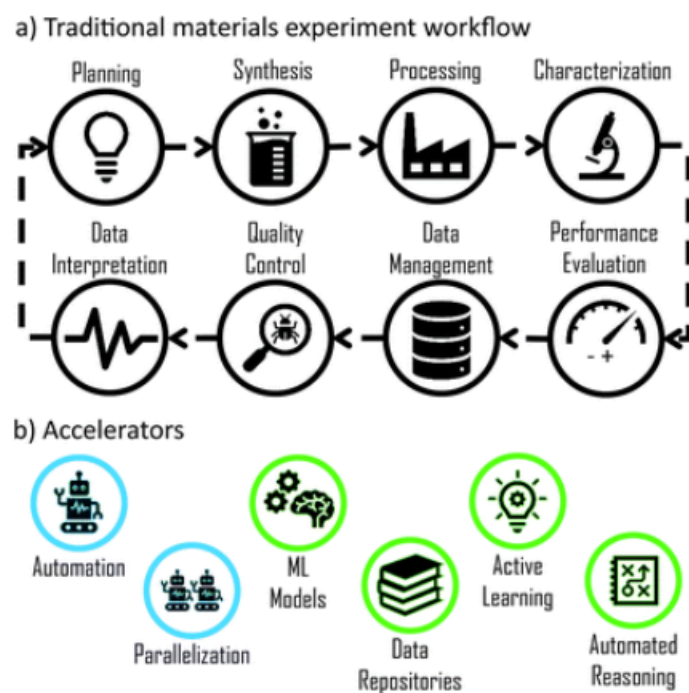 a) Traditional materials experiment workflow
Planning
Synthesis
Processing
Characterization
Data
Interpretation
Quality
Control
Data
Management
Performance
Evaluation
- +
b) Accelerators
Automation
Parallelization
ML
Models
Data
Repositories
Active
Learning
Automated
Reasoning